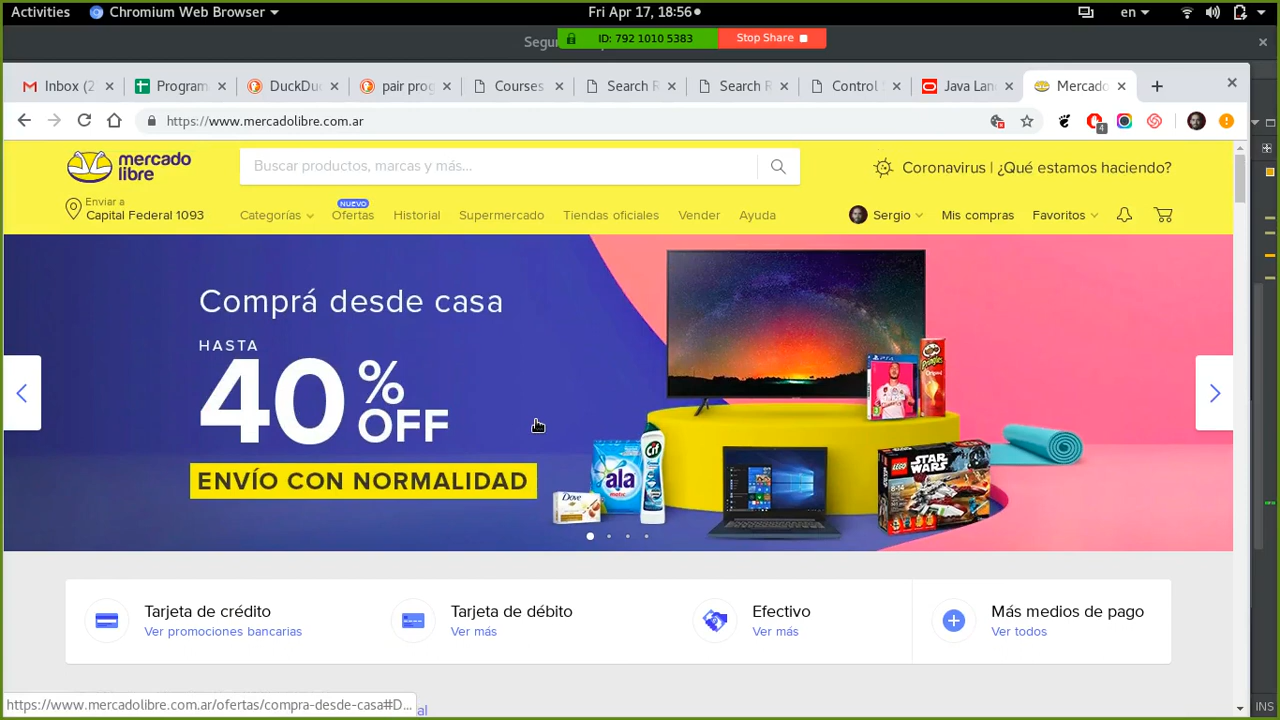 Activities Chromium Web Browser Fri Apr 17, 18:56 en
Segur
ID: 792 1010 5383 Stop Share
Inbox (2 Program DuckDu pair prog Courses Search R Search R Control Java Lan Mercado
https://www.mercadolibre.com.ar
4
mercado
libre
Buscar productos, marcas y más...
Coronavirus | ¿Qué estamos haciendo?
Enviar a
Capital Federal 1093
NUEVO
Categorías Ofertas Historial Supermercado Tiendas oficiales Vender Ayuda Sergio Mis compras Favoritos
Comprá desde casa
HASTA
40% OFF
ENVÍO CON NORMALIDAD
Pringles
Cif
ala
Dove
LEGO STAR WARS
Tarjeta de crédito
Ver promociones bancarias
Tarjeta de débito
Ver más
Efectivo
Ver más
Más medios de pago
Ver todos
https://www.mercadolibre.com.ar/ofertas/compra-desde-casa#D...
al
INS